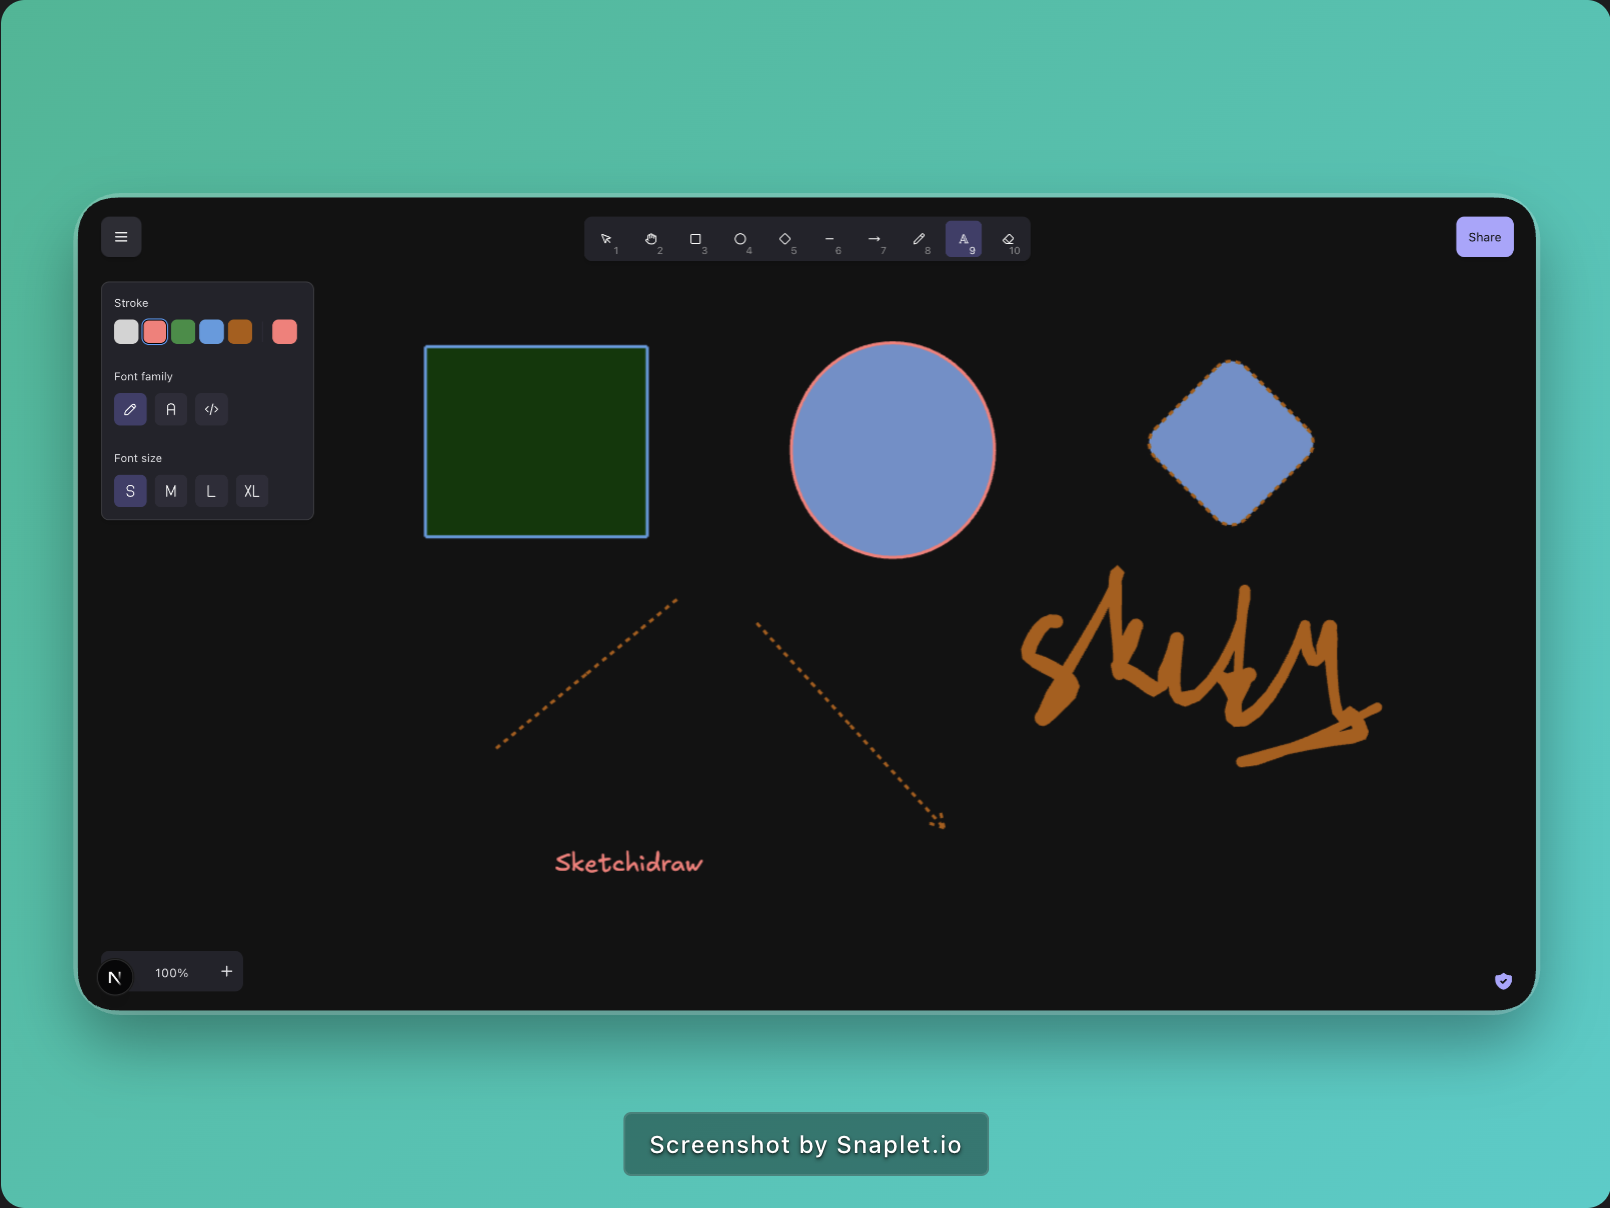 1 2 3 4 5 6 7 8 A 9 10
Share
Stroke
Font family
A </>
Font size
S M L XL
Sketchidraw
N 100% +
Screenshot by Snaplet.io